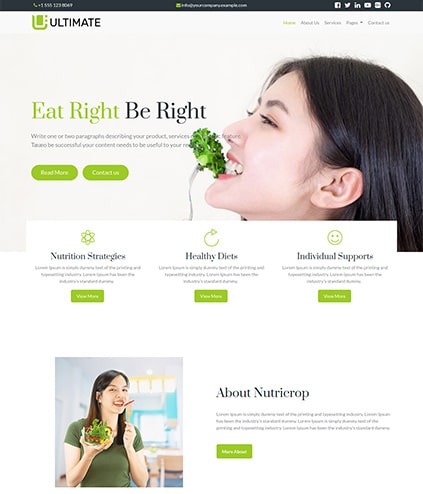 +1 555 123 8069
info@yourcompany.example.com
ULTIMATE
Home About Us Services Pages Contact us
Eat Right Be Right
Write one or two paragraphs describing your product, services or a specific feature.
To be successful your content needs to be useful to your
Read More
Contact us
Nutrition Strategies
Lorem Ipsum is simply dummy text of the printing and
typesetting industry. Lorem Ipsum has been the
industry's standard dummy.
View More
Healthy Diets
Lorem Ipsum is simply dummy text of the printing and
typesetting industry. Lorem Ipsum has been the
industry's standard dummy.
View More
Individual Supports
Lorem Ipsum is simply dummy text of the printing and
typesetting industry. Lorem Ipsum has been the
industry's standard dummy.
View More
About Nutricrop
Lorem Ipsum is simply dummy text of the printing and typesetting industry. Lorem
Ipsum has been the industry's standard dummy text of the printing and
typesetting industry. Lorem Ipsum has been the industry's standard dummy.
More About